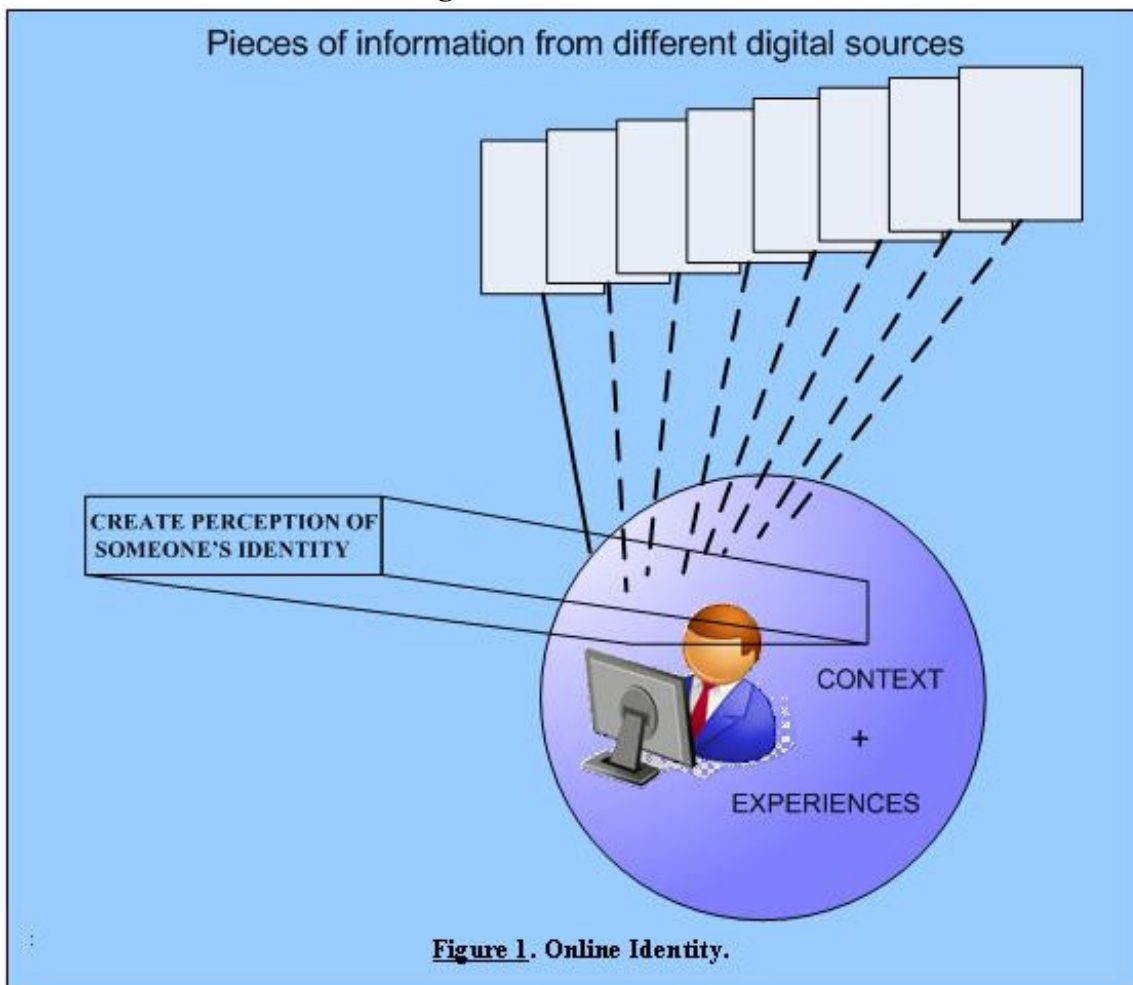 Pieces of information from different digital sources
CREATE PERCEPTION OF
SOMEONE'S IDENTITY
CONTEXT
+
EXPERIENCES
Figure 1. Online Identity.